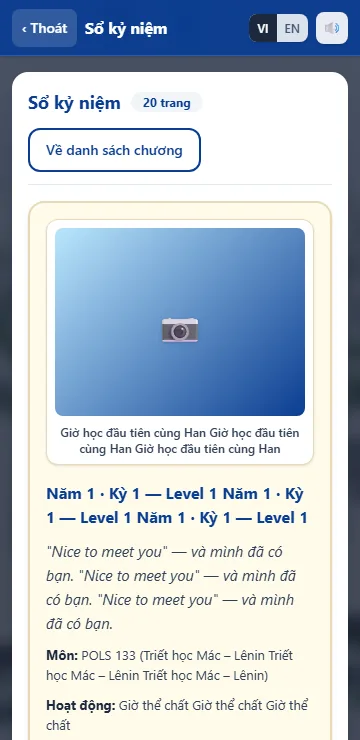 ‹ Thoát Sổ kỷ niệm VI EN
Sổ kỷ niệm 20 trang
Về danh sách chương
Giờ học đầu tiên cùng Han Giờ học đầu tiên
cùng Han Giờ học đầu tiên cùng Han
Năm 1 · Kỳ 1 — Level 1 Năm 1 · Kỳ
1 — Level 1 Năm 1 · Kỳ 1 — Level 1
"Nice to meet you" — và mình đã có
bạn. "Nice to meet you" — và mình đã
có bạn. "Nice to meet you" — và mình
đã có bạn.
Môn: POLS 133 (Triết học Mác – Lênin Triết
học Mác – Lênin Triết học Mác – Lênin)
Hoạt động: Giờ thể chất Giờ thể chất Giờ thể
chất